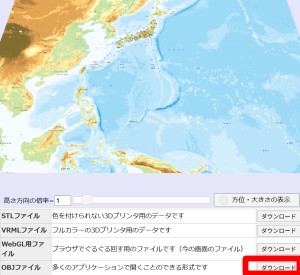 高さ方向の倍率= 1 方位・大きさの表示
STLファイル 色を付けられない3Dプリンタ用のデータです ダウンロード
VRMLファイル フルカラーの3Dプリンタ用のデータです ダウンロード
WebGL用ファイル ブラウザでぐるぐる回す用のファイルです（今の画面のファイル） ダウンロード
OBJファイル 多くのアプリケーションで開くことのできる形式です ダウンロード